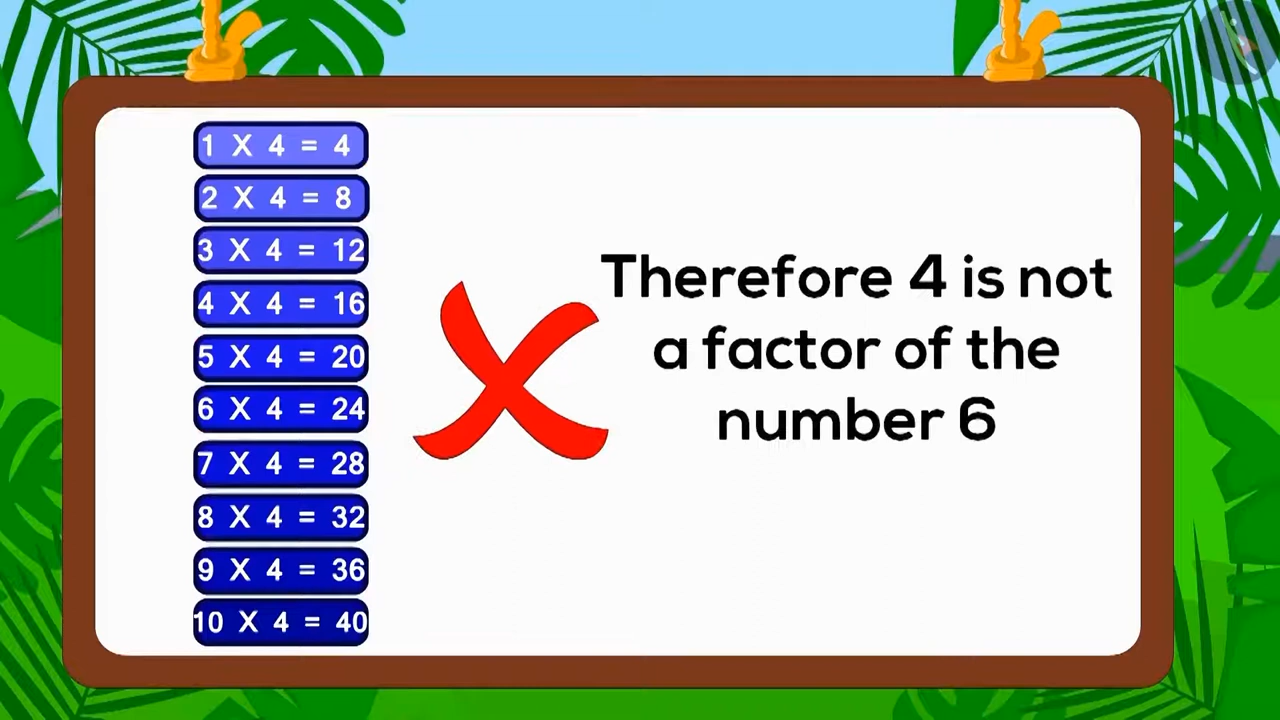 1 X 4 = 4
2 X 4 = 8
3 X 4 = 12
4 X 4 = 16
5 X 4 = 20
6 X 4 = 24
7 X 4 = 28
8 X 4 = 32
9 X 4 = 36
10 X 4 = 40
Therefore 4 is not
a factor of the
number 6